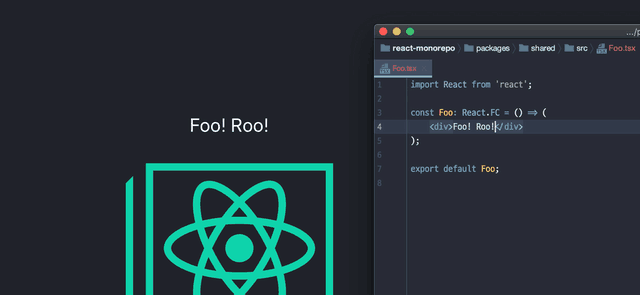 Foo! Roo!
.../p
react-monorepo packages shared src Foo.tsx
Foo.tsx
1 import React from 'react';
2
3 const Foo: React.FC = () => (
4 <div>Foo! Roo!</div>
5 );
6
7 export default Foo;
8